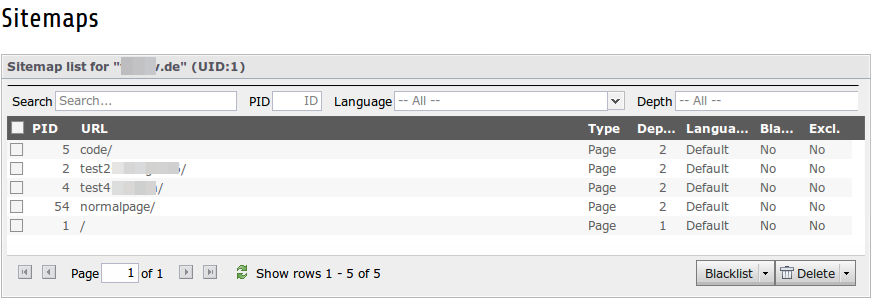 Sitemaps
Sitemap list for " .de" (UID:1)
Search Search... PID ID Language -- All -- Depth -- All --
PID URL Type Dep... Langua... Bla... Excl.
5 code/ Page 2 Default No No
2 test2 / Page 2 Default No No
4 test4 / Page 2 Default No No
54 normalpage/ Page 2 Default No No
1 / Page 1 Default No No
Page 1 of 1 Show rows 1 - 5 of 5 Blacklist Delete